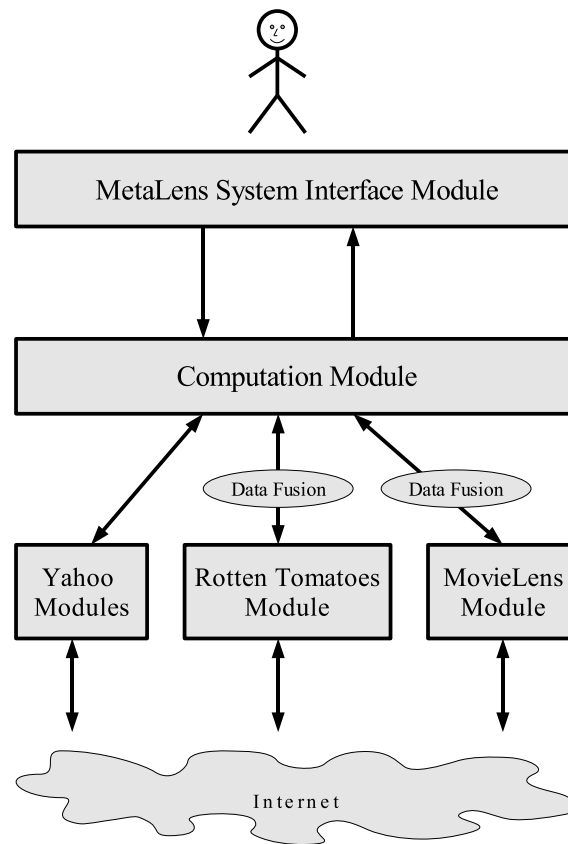 MetaLens System Interface Module
Computation Module
Data Fusion
Data Fusion
Yahoo
Modules
Rotten Tomatoes
Module
MovieLens
Module
Internet